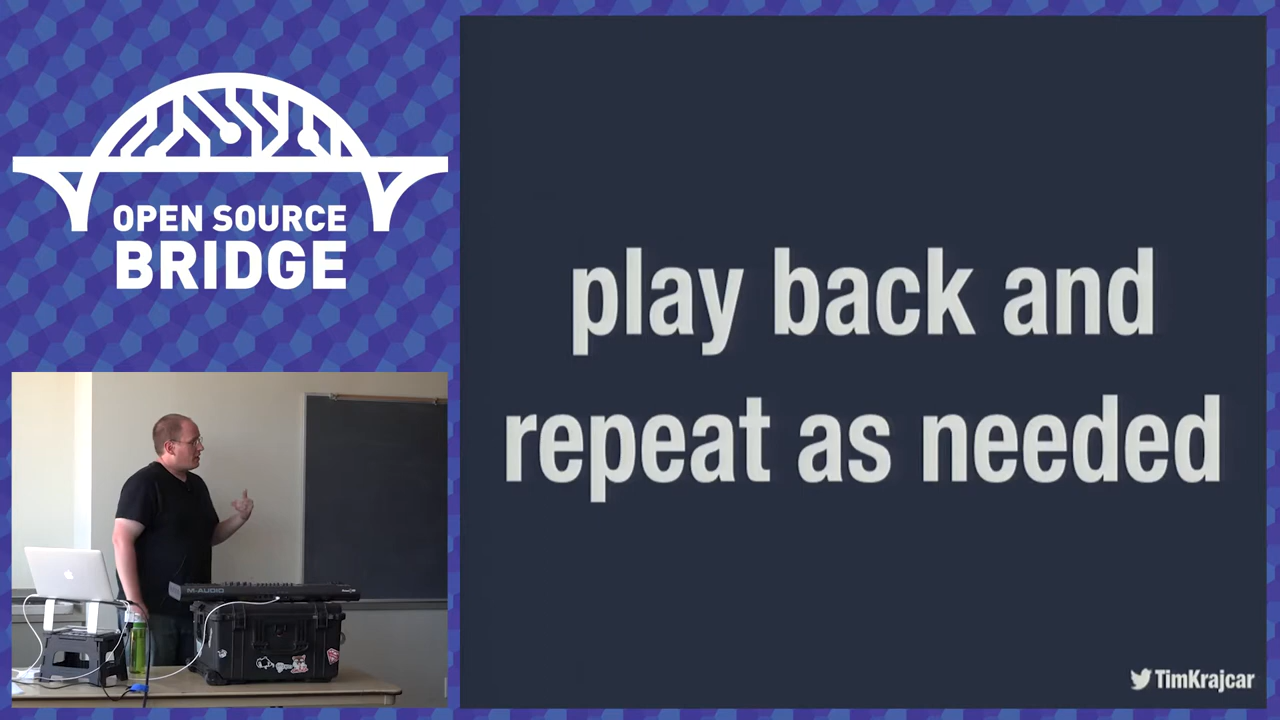 OPEN SOURCE
BRIDGE
play back and
repeat as needed
TimKrajcar
M-AUDIO